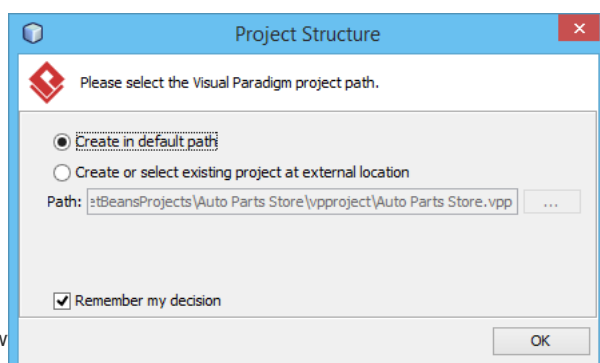 Project Structure
Please select the Visual Paradigm project path.
Create in default path
Create or select existing project at external location
Path: etBeansProjects\Auto Parts Store\vpproject\Auto Parts Store.vpp ...
Remember my decision
OK